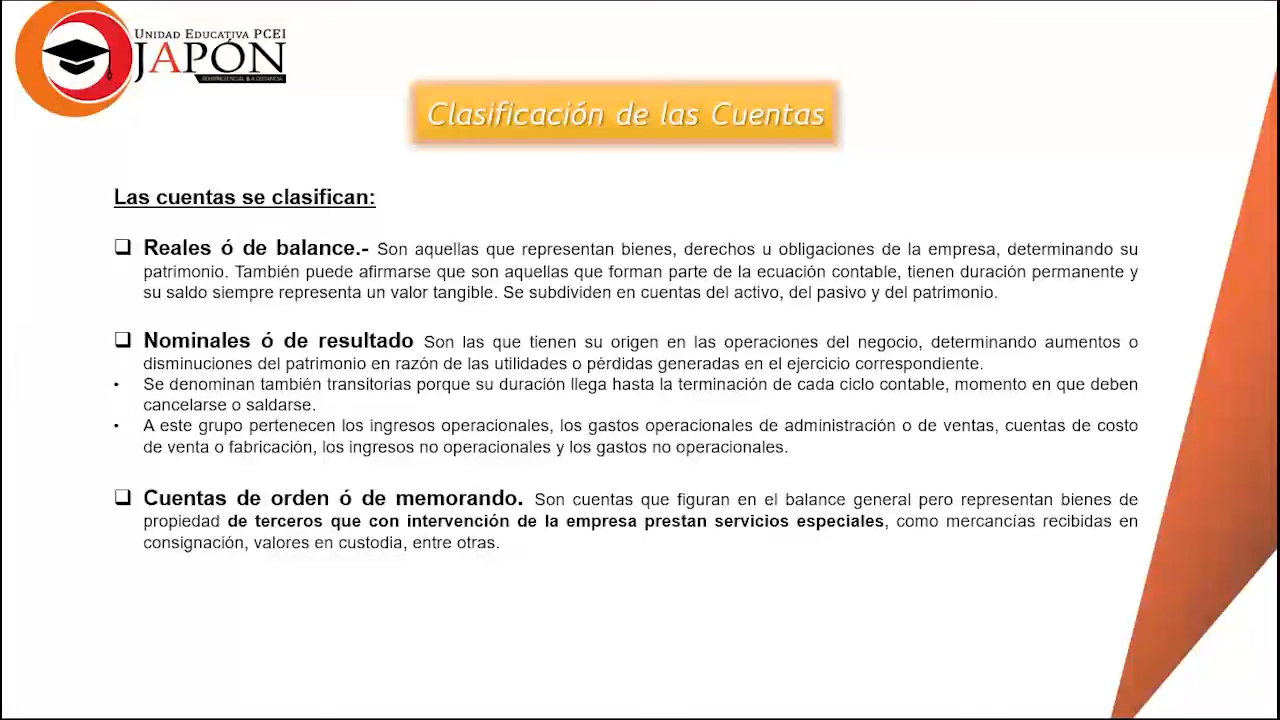 UNIDAD EDUCATIVA PCEI
JAPÓN
SEMIPRESENCIAL & A DISTANCIA
Clasificación de las Cuentas
Las cuentas se clasifican:
❑ Reales ó de balance.- Son aquellas que representan bienes, derechos u obligaciones de la empresa, determinando su
patrimonio. También puede afirmarse que son aquellas que forman parte de la ecuación contable, tienen duración permanente y
su saldo siempre representa un valor tangible. Se subdividen en cuentas del activo, del pasivo y del patrimonio.
❑ Nominales ó de resultado Son las que tienen su origen en las operaciones del negocio, determinando aumentos o
disminuciones del patrimonio en razón de las utilidades o pérdidas generadas en el ejercicio correspondiente.
• Se denominan también transitorias porque su duración llega hasta la terminación de cada ciclo contable, momento en que deben
cancelarse o saldarse.
• A este grupo pertenecen los ingresos operacionales, los gastos operacionales de administración o de ventas, cuentas de costo
de venta o fabricación, los ingresos no operacionales y los gastos no operacionales.
❑ Cuentas de orden ó de memorando. Son cuentas que figuran en el balance general pero representan bienes de
propiedad de terceros que con intervención de la empresa prestan servicios especiales, como mercancías recibidas en
consignación, valores en custodia, entre otras.